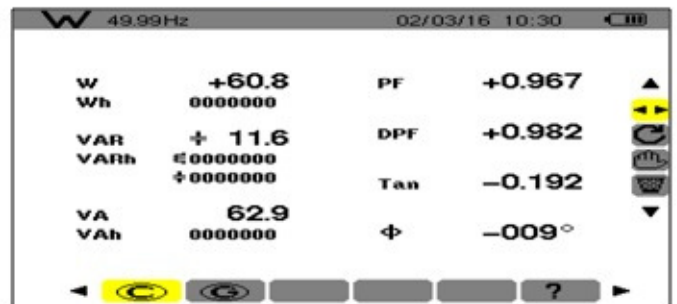 W 49.99Hz 02/03/16 10:30
W +60.8 PF +0.967
Wh 0000000
VAR ÷ 11.6 DPF +0.982
VARh 0000000
÷0000000 Tan −0.192
VA 62.9
VAh 0000000 Φ −009°
C G ?